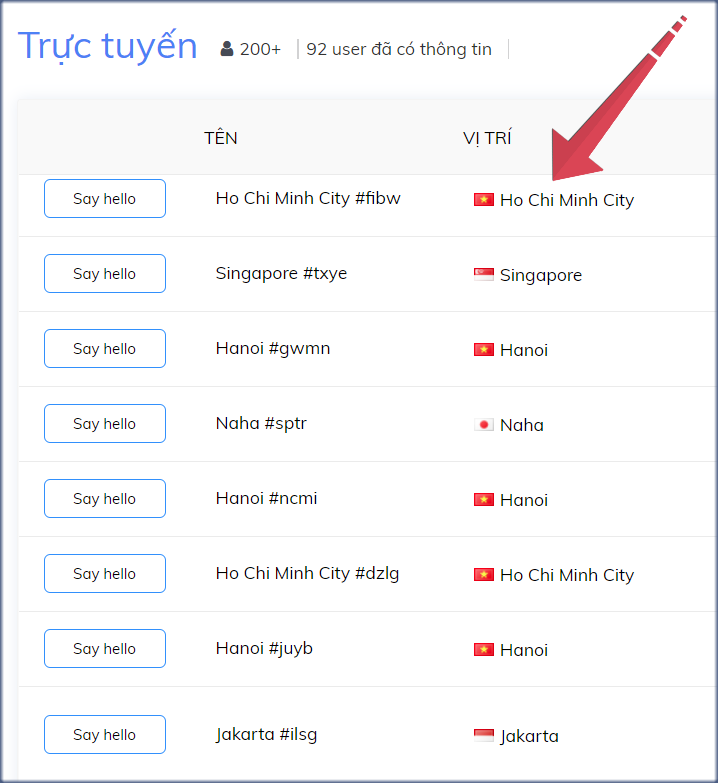 Trực tuyến 200+ 92 user đã có thông tin
TÊN VỊ TRÍ
Say hello Ho Chi Minh City #fibw Ho Chi Minh City
Say hello Singapore #txye Singapore
Say hello Hanoi #gwmn Hanoi
Say hello Naha #sptr Naha
Say hello Hanoi #ncmi Hanoi
Say hello Ho Chi Minh City #dzlg Ho Chi Minh City
Say hello Hanoi #juyb Hanoi
Say hello Jakarta #ilsg Jakarta